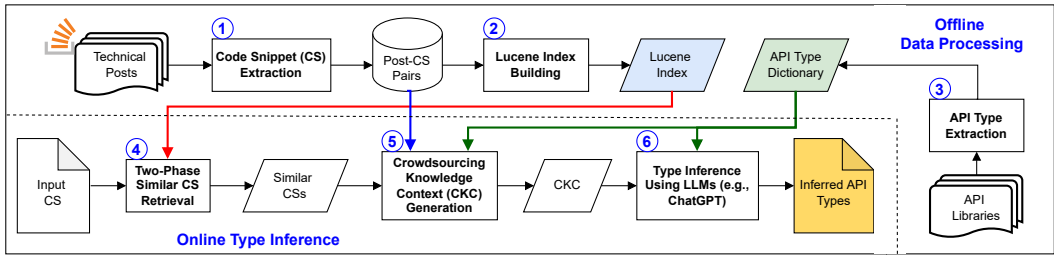 1
2
3
4
5
6
Technical
Posts
Code Snippet (CS)
Extraction
Post-CS
Pairs
Lucene Index
Building
Lucene
Index
API Type
Dictionary
Offline
Data Processing
API Type
Extraction
API
Libraries
Input
CS
Two-Phase
Similar CS
Retrieval
Similar
CSs
Crowdsourcing
Knowledge
Context (CKC)
Generation
CKC
Type Inference
Using LLMs (e.g.,
ChatGPT)
Inferred API
Types
Online Type Inference